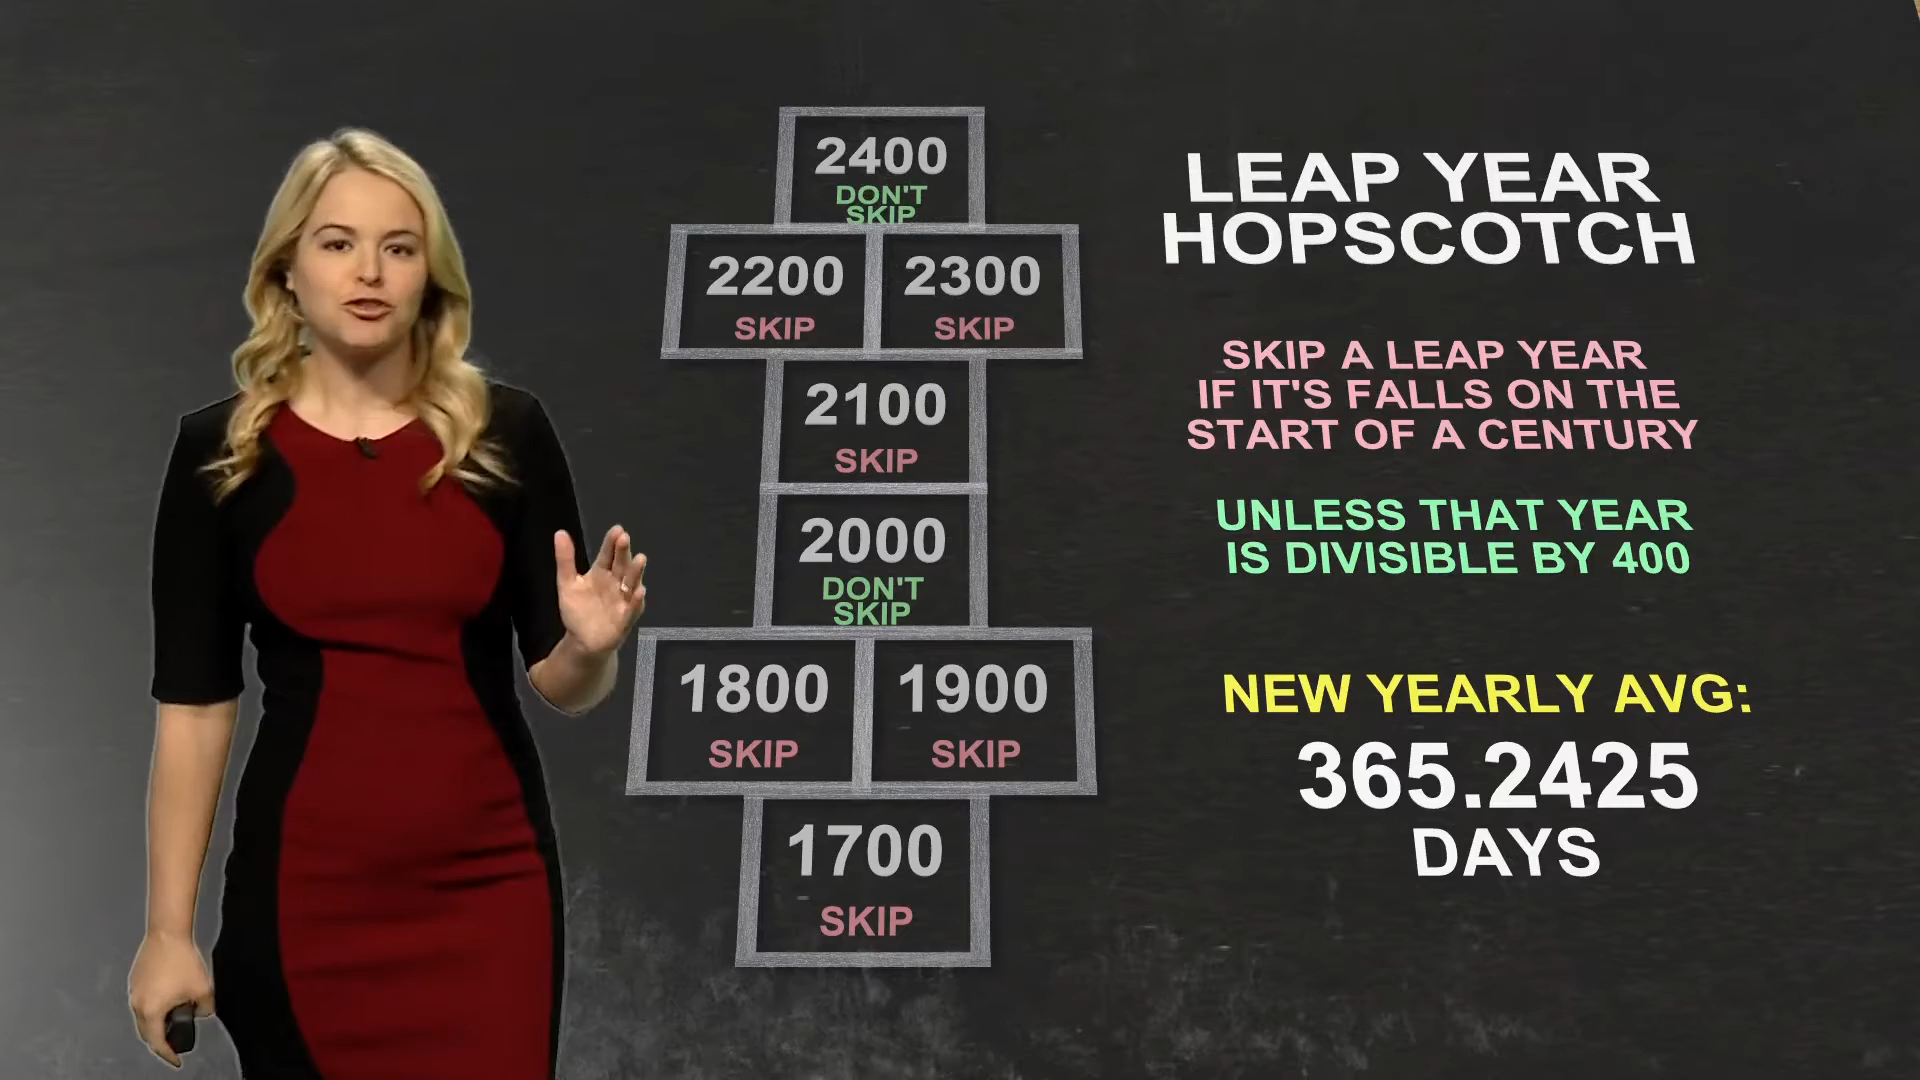 2400
DON'T
SKIP
2200
SKIP
2300
SKIP
2100
SKIP
2000
DON'T
SKIP
1800
SKIP
1900
SKIP
1700
SKIP
LEAP YEAR
HOPSCOTCH
SKIP A LEAP YEAR
IF IT'S FALLS ON THE
START OF A CENTURY
UNLESS THAT YEAR
IS DIVISIBLE BY 400
NEW YEARLY AVG:
365.2425
DAYS